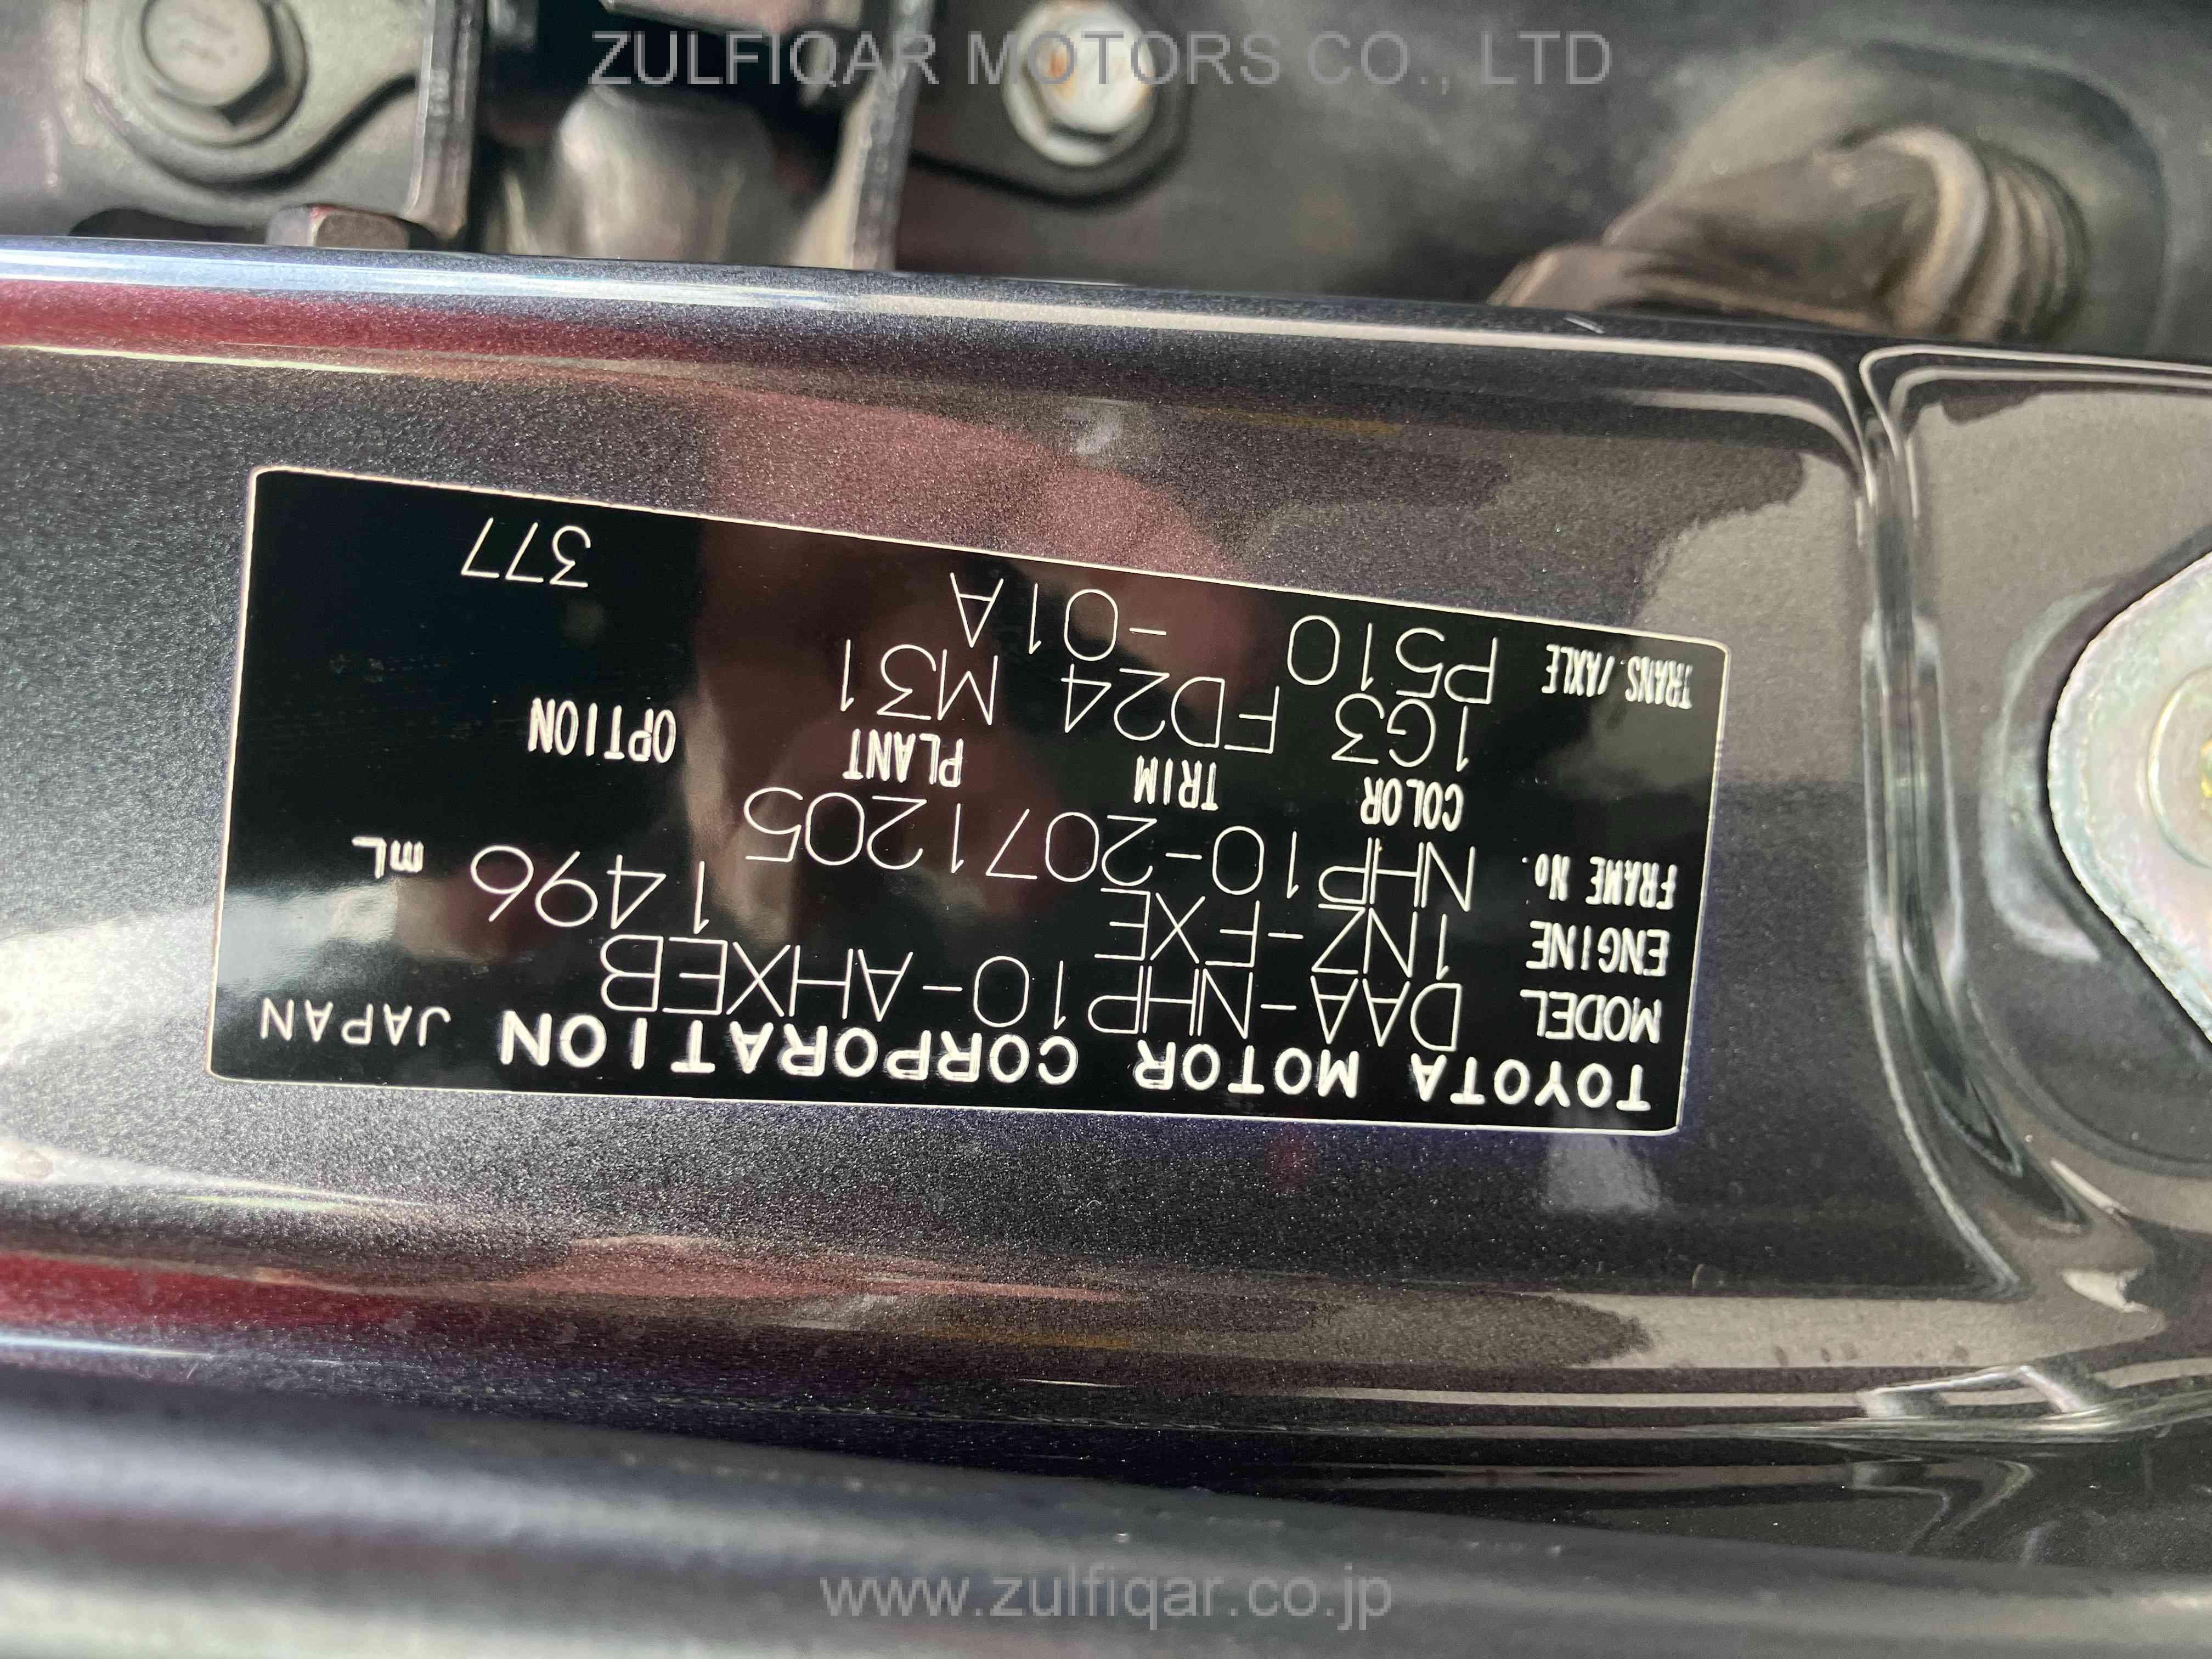 ZULFIQAR MOTORS CO., LTD
TOYOTA MOTOR CORPORATION JAPAN
MODEL DAA-NHP10-AHXEB
ENGINE 1NZ-FXE 1496 mL
FRAME No. NHP10-2071205
COLOR TRIM PLANT OPTION
1G3 FD24 M31 377
-01A
TRANS./AXLE P510
www.zulfiqar.co.jp